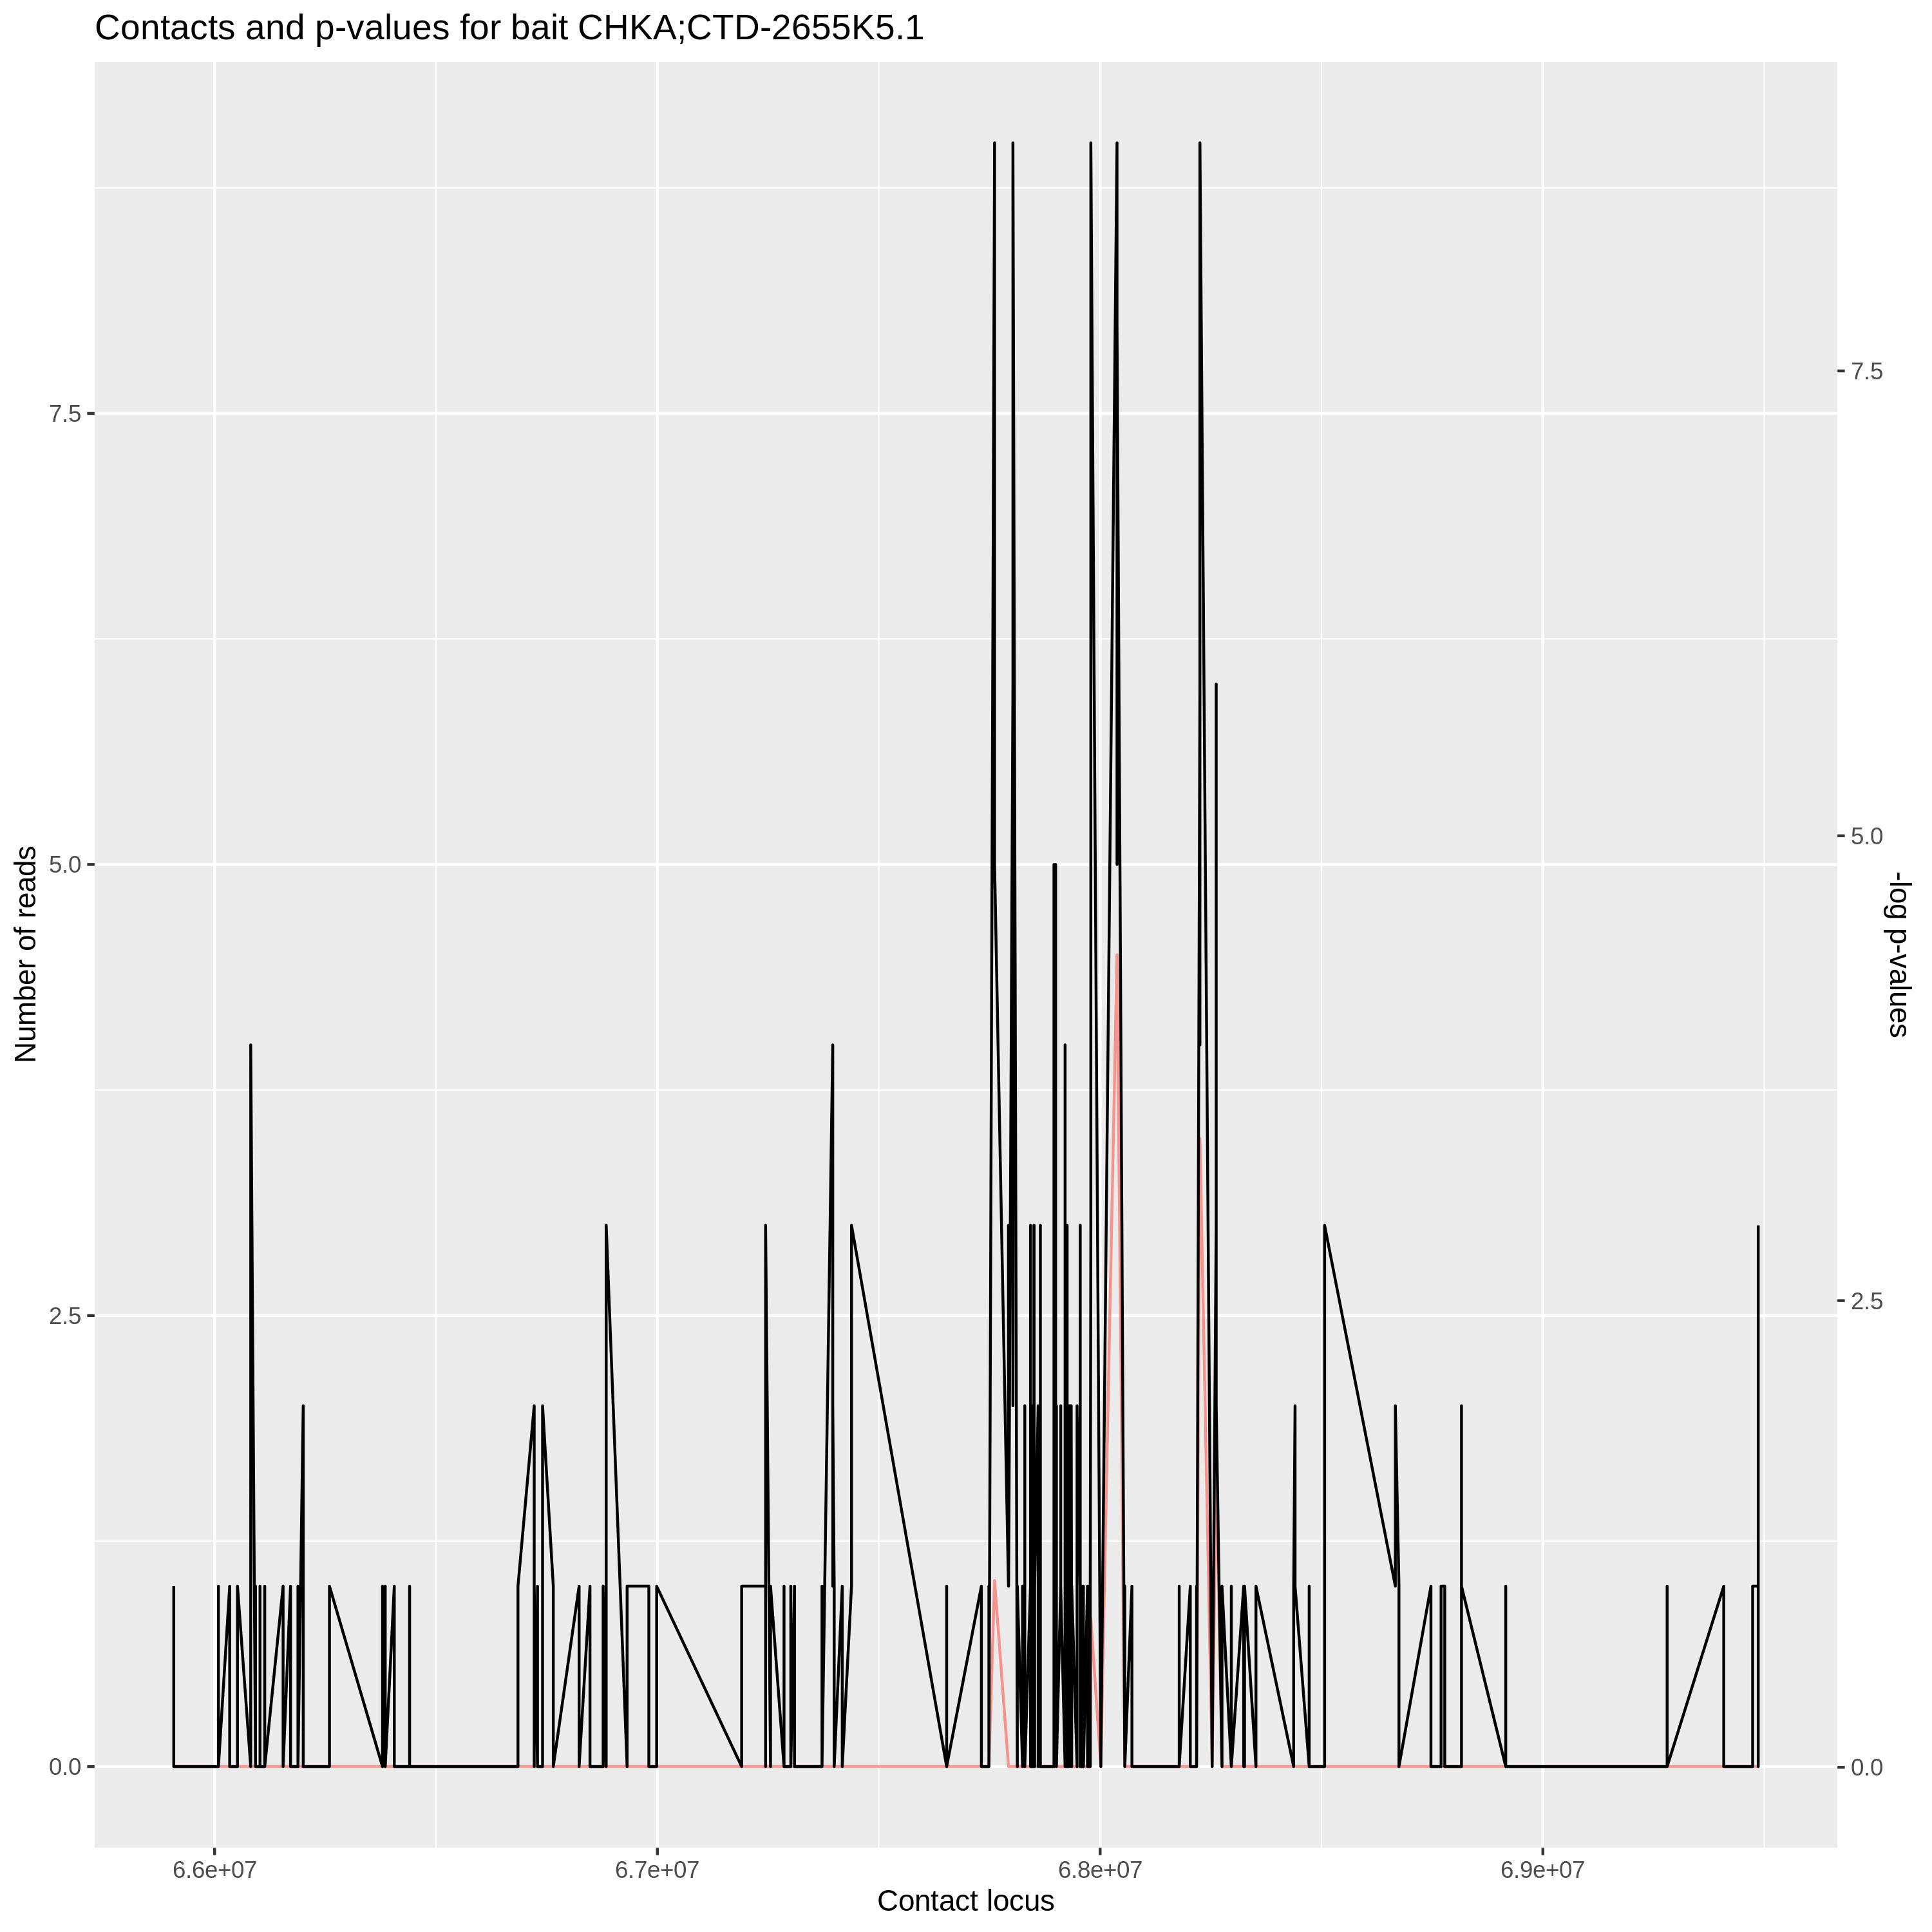 Contacts and p-values for bait CHKA;CTD-2655K5.1
7.5
5.0
2.5
0.0
Number of reads
7.5
5.0
2.5
0.0
-log p-values
6.6e+07
6.7e+07
6.8e+07
6.9e+07
Contact locus